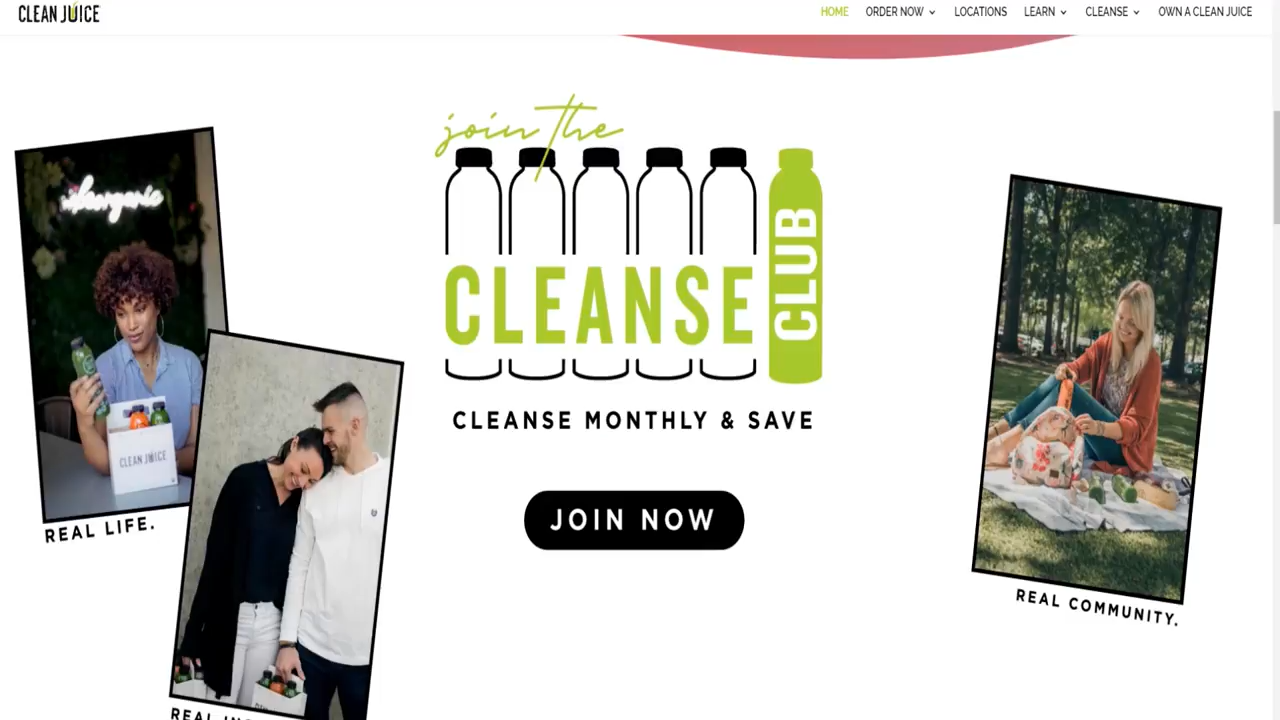 CLEAN JUICE
HOME
ORDER NOW
LOCATIONS
LEARN
CLEANSE
OWN A CLEAN JUICE
join the
CLEANSE
CLUB
CLEANSE MONTHLY & SAVE
JOIN NOW
CLEAN JUICE
REAL LIFE.
REAL COMMUNITY.
REAL